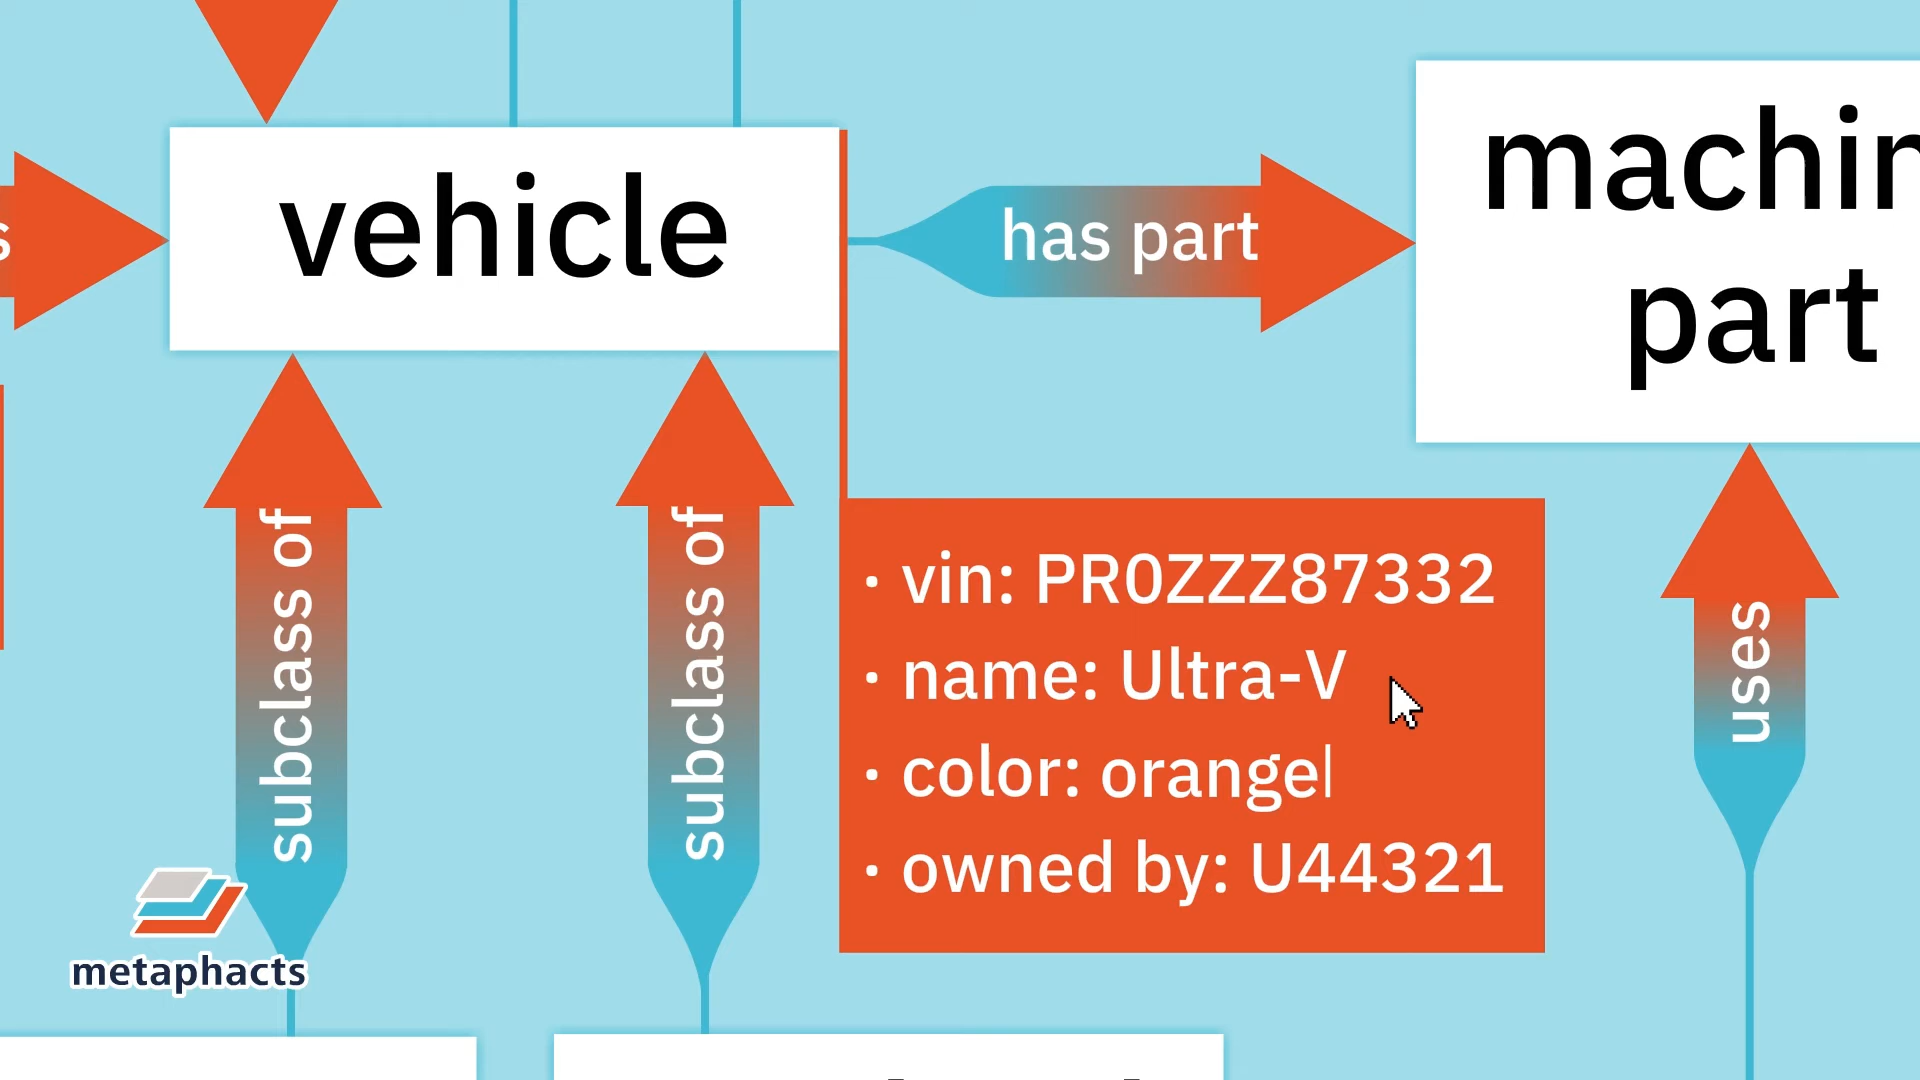 vehicle
has part
machin
part
subclass of
subclass of
· vin: PR0ZZZ87332
· name: Ultra-V
· color: orange
· owned by: U44321
uses
metaphacts